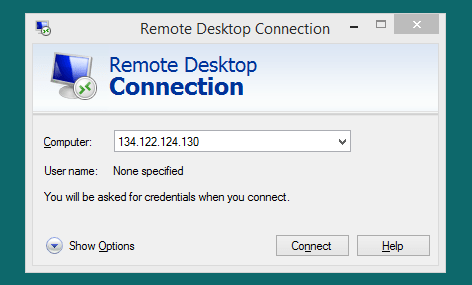 Remote Desktop Connection
Remote Desktop
Connection
Computer: 134.122.124.130
User name: None specified
You will be asked for credentials when you connect.
Show Options Connect Help